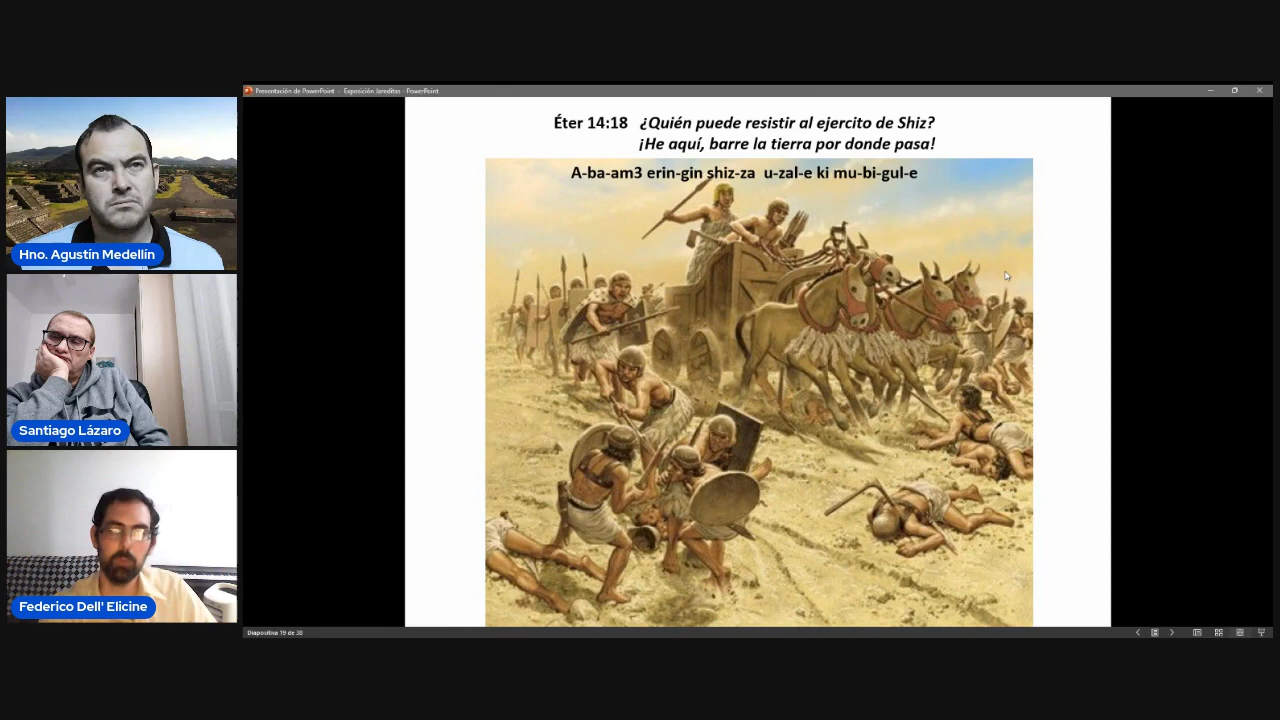 Presentación de PowerPoint - Exposición Jareditas - PowerPoint
Éter 14:18 ¿Quién puede resistir al ejercito de Shiz?
¡He aquí, barre la tierra por donde pasa!
A-ba-am3 erin-gin shiz-za u-zal-e ki mu-bi-gul-e
Hno. Agustín Medellín
Santiago Lázaro
Federico Dell' Elicine
Diapositiva 19 de 38